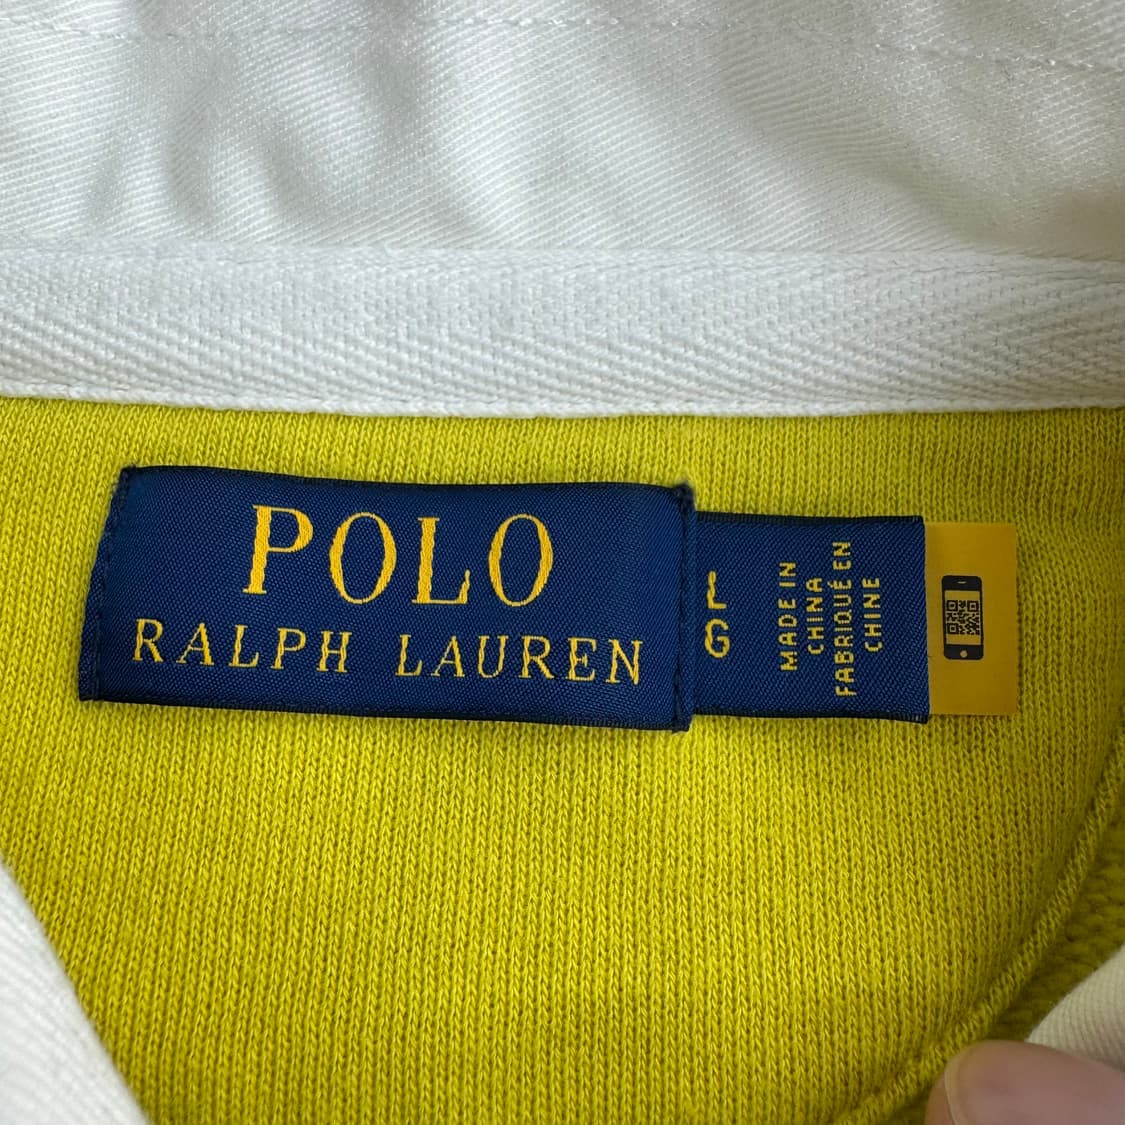 POLO
RALPH LAUREN
L
G
MADE IN
CHINA
FABRIQUÉ EN
CHINE